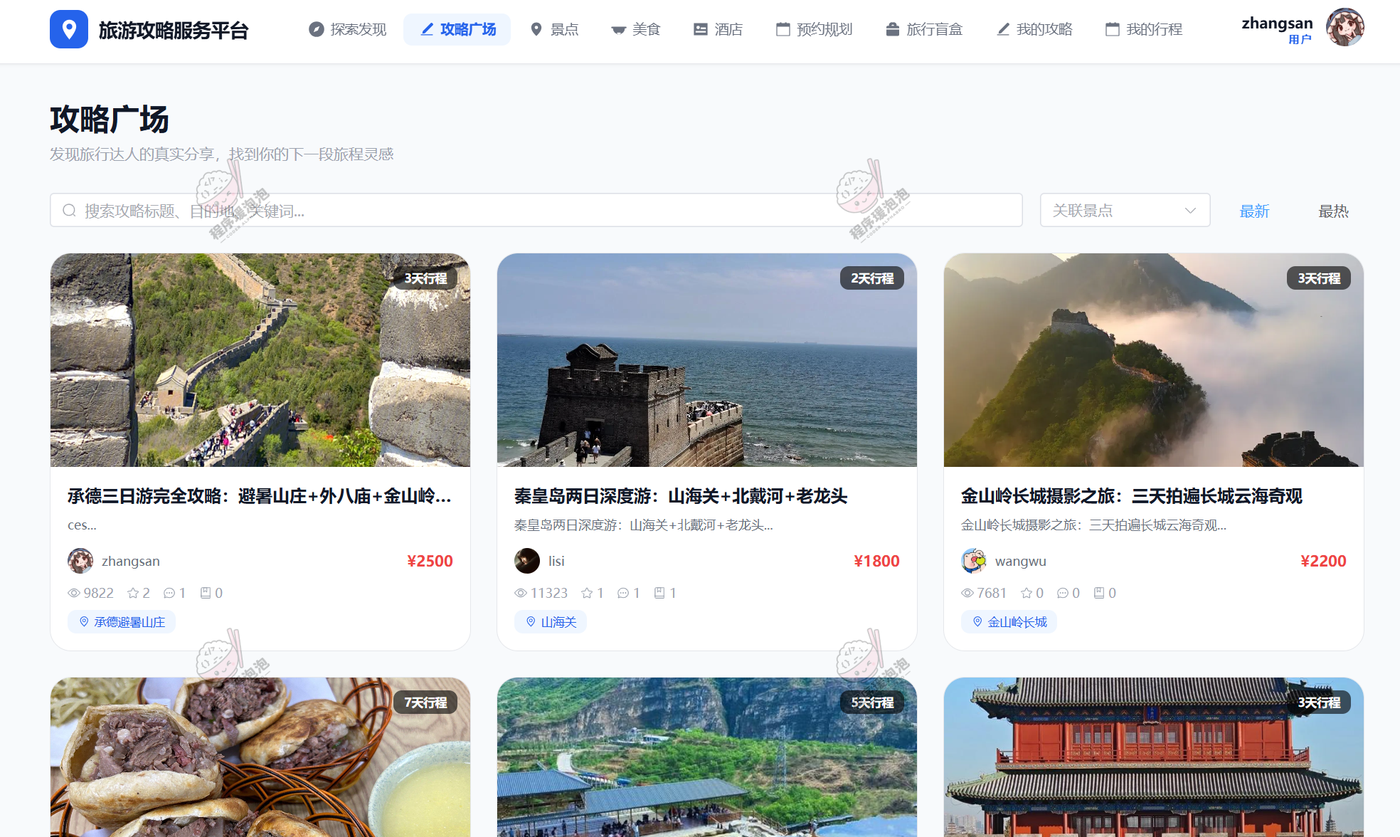 旅游攻略服务平台
探索发现
攻略广场
景点
美食
酒店
预约规划
旅行盲盒
我的攻略
我的行程
zhangsan
用户
攻略广场
发现旅行达人的真实分享，找到你的下一段旅程灵感
搜索攻略标题、目的地、关键词...
关联景点
最新
最热
程序瑗泡泡
程序瑗泡泡
3天行程
承德三日游完全攻略：避暑山庄+外八庙+金山岭...
ces...
zhangsan
¥2500
9822 2 1 0
承德避暑山庄
2天行程
秦皇岛两日深度游：山海关+北戴河+老龙头
秦皇岛两日深度游：山海关+北戴河+老龙头...
lisi
¥1800
11323 1 1 1
山海关
3天行程
金山岭长城摄影之旅：三天拍遍长城云海奇观
金山岭长城摄影之旅：三天拍遍长城云海奇观...
wangwu
¥2200
7681 0 0 0
金山岭长城
7天行程
5天行程
3天行程